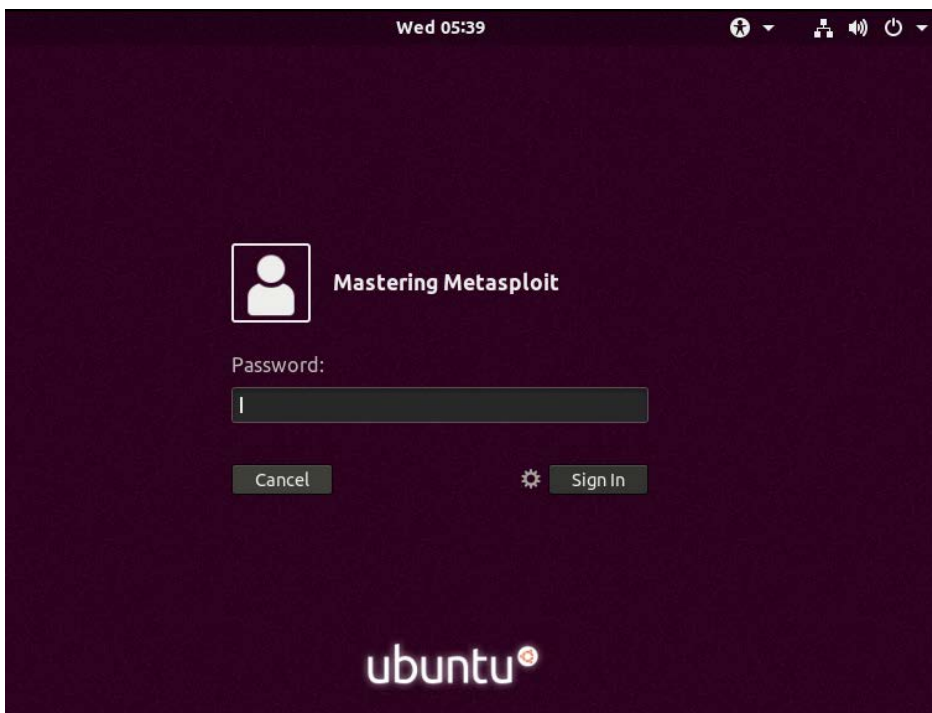 Wed 05:39
Mastering Metasploit
Password:
Cancel
Sign In
ubuntu